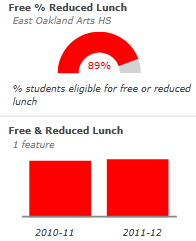 Free % Reduced Lunch
East Oakland Arts HS
89%
% students eligible for free or reduced
lunch
Free & Reduced Lunch
1 feature
2010-11 2011-12